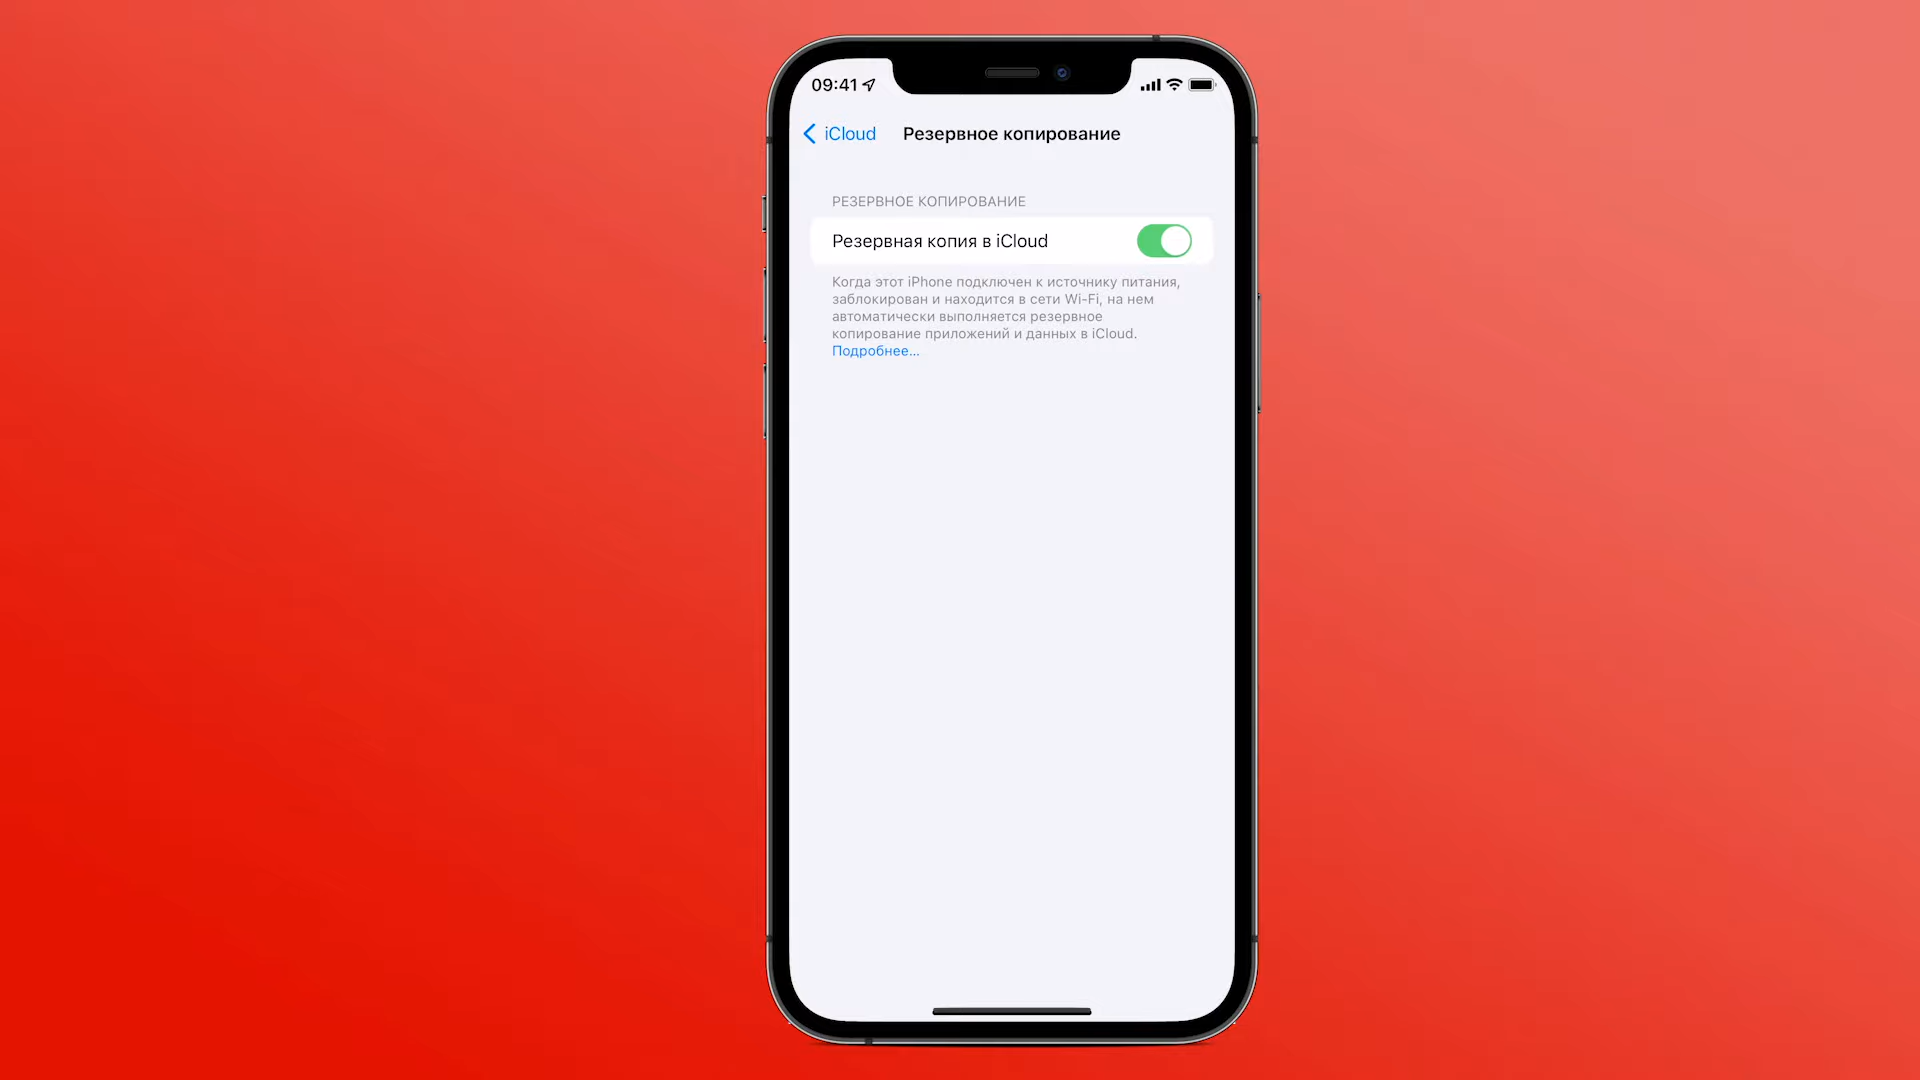 09:41
iCloud Резервное копирование
РЕЗЕРВНОЕ КОПИРОВАНИЕ
Резервная копия в iCloud
Когда этот iPhone подключен к источнику питания,
заблокирован и находится в сети Wi-Fi, на нем
автоматически выполняется резервное
копирование приложений и данных в iCloud.
Подробнее...